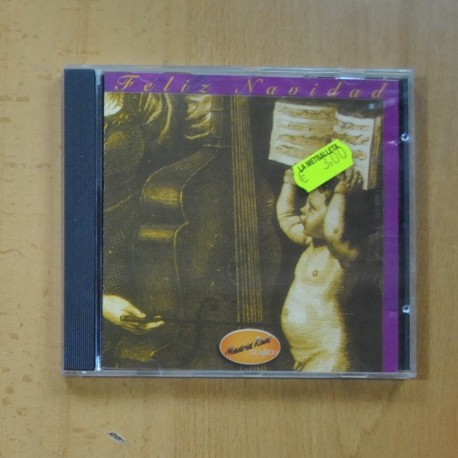 Feliz Navidad
LA METRALLETA
€ 3,00
Madrid Rock